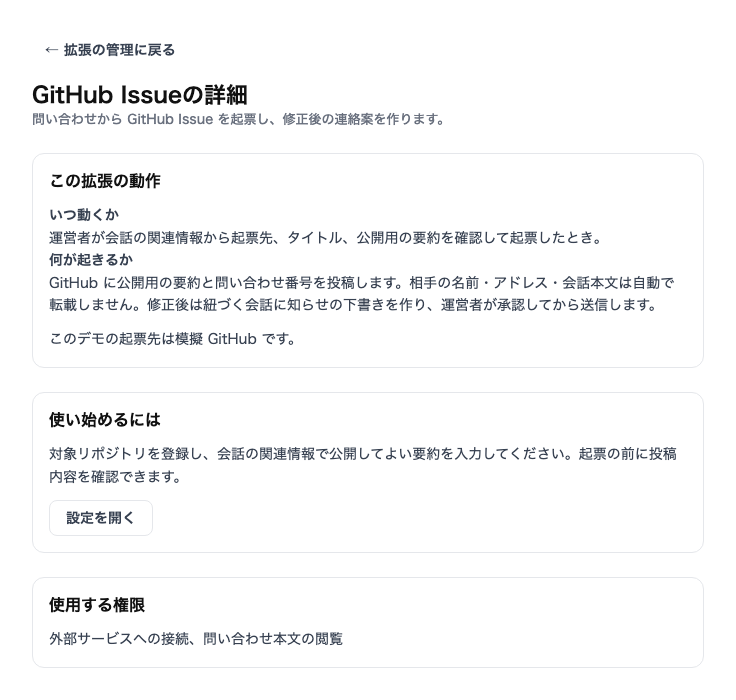 ← 拡張の管理に戻る
GitHub Issueの詳細
問い合わせから GitHub Issue を起票し、修正後の連絡案を作ります。
この拡張の動作
いつ動くか
運営者が会話の関連情報から起票先、タイトル、公開用の要約を確認して起票したとき。
何が起きるか
GitHub に公開用の要約と問い合わせ番号を投稿します。相手の名前・アドレス・会話本文は自動で
転載しません。修正後は紐づく会話に知らせの下書きを作り、運営者が承認してから送信します。
このデモの起票先は模擬 GitHub です。
使い始めるには
対象リポジトリを登録し、会話の関連情報で公開してよい要約を入力してください。起票の前に投稿
内容を確認できます。
設定を開く
使用する権限
外部サービスへの接続、問い合わせ本文の閲覧